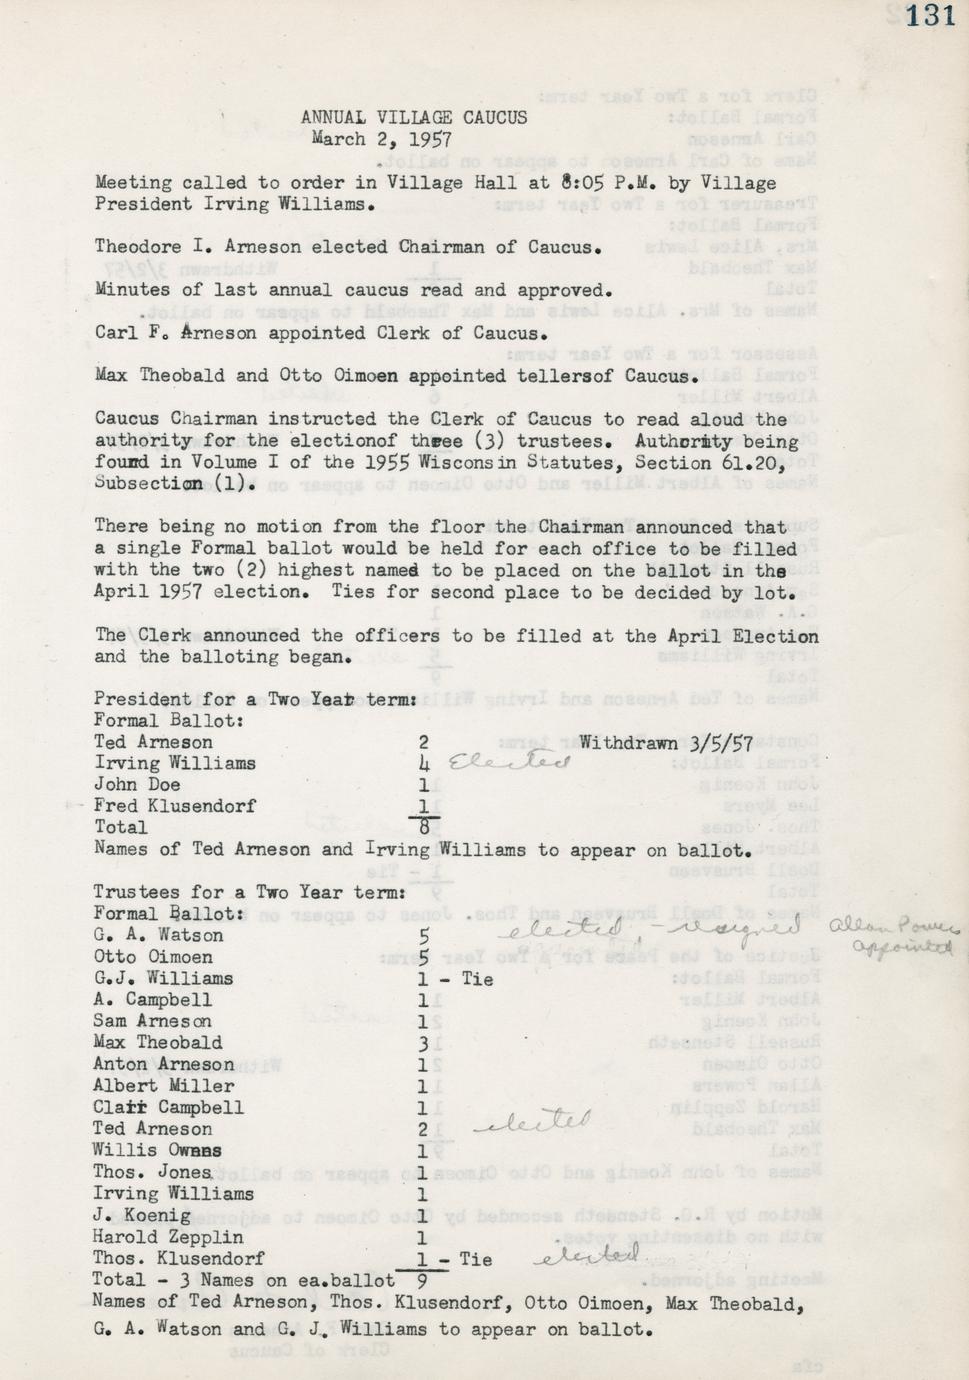 131
ANNUAL VILLAGE CAUCUS
March 2, 1957
Meeting called to order in Village Hall at 8:05 P.M. by Village
President Irving Williams.
Theodore I. Arneson elected Chairman of Caucus.
Minutes of last annual caucus read and approved.
Carl F. Arneson appointed Clerk of Caucus.
Max Theobald and Otto Oimoen appointed tellersof Caucus.
Caucus Chairman instructed the Clerk of Caucus to read aloud the
authority for the electionof three (3) trustees.  Authority being
found in Volume I of the 1955 Wisconsin Statutes, Section 61.20,
Subsection (1).
There being no motion from the floor the Chairman announced that
a single Formal ballot would be held for each office to be filled
with the two (2) highest named to be placed on the ballot in the
April 1957 election.  Ties for second place to be decided by lot.
The Clerk announced the officers to be filled at the April Election
and the balloting began.
President for a Two Year term:
Formal Ballot:
Ted Arneson 2 Withdrawn 3/5/57
Irving Williams 4 Elected
John Doe 1
Fred Klusendorf 1
Total 8
Names of Ted Arneson and Irving Williams to appear on ballot.
Trustees for a Two Year term:
Formal Ballot:
G. A. Watson 5 elected, - resigned Allan Powers
appointed
Otto Oimoen 5
G.J. Williams 1 - Tie
A. Campbell 1
Sam Arneson 1
Max Theobald 3
Anton Arneson 1
Albert Miller 1
Clair Campbell 1
Ted Arneson 2 elected
Willis Owens 1
Thos. Jones 1
Irving Williams 1
J. Koenig 1
Harold Zepplin 1
Thos. Klusendorf 1 - Tie elected
Total - 3 Names on ea.ballot 9
Names of Ted Arneson, Thos. Klusendorf, Otto Oimoen, Max Theobald,
G. A. Watson and G. J. Williams to appear on ballot.